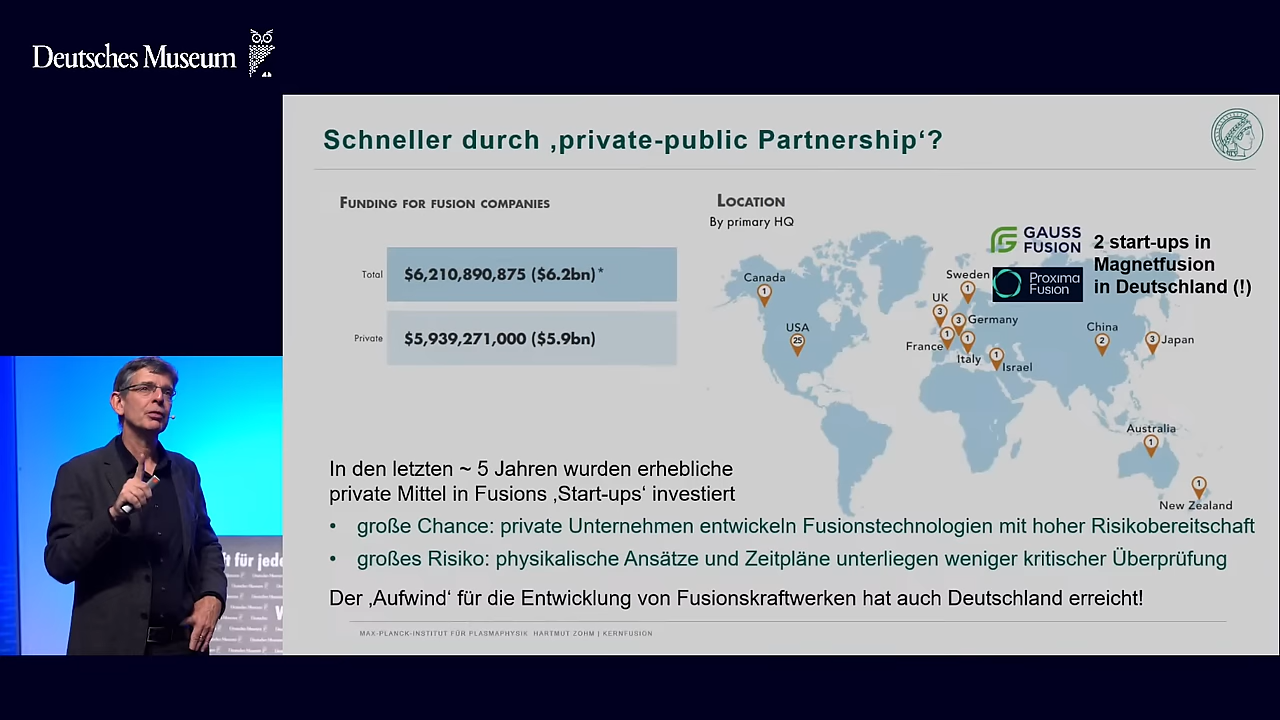 Deutsches Museum
Schneller durch ‚private-public Partnership‘?
FUNDING FOR FUSION COMPANIES
Total
$6,210,890,875 ($6.2bn)*
Private
$5,939,271,000 ($5.9bn)
LOCATION
By primary HQ
GAUSS
FUSION
Proxima
Fusion
2 start-ups in
Magnetfusion
in Deutschland (!)
Canada
1
USA
25
Sweden
1
UK
3
3
Germany
France
1
1
Italy
1
Israel
China
2
3
Japan
Australia
1
1
New Zealand
In den letzten ~ 5 Jahren wurden erhebliche
private Mittel in Fusions ‚Start-ups‘ investiert
• große Chance: private Unternehmen entwickeln Fusionstechnologien mit hoher Risikobereitschaft
• großes Risiko: physikalische Ansätze und Zeitpläne unterliegen weniger kritischer Überprüfung
Der ‚Aufwind‘ für die Entwicklung von Fusionskraftwerken hat auch Deutschland erreicht!
MAX-PLANCK-INSTITUT FÜR PLASMAPHYSIK HARTMUT ZOHM | KERNFUSION
ft für jede